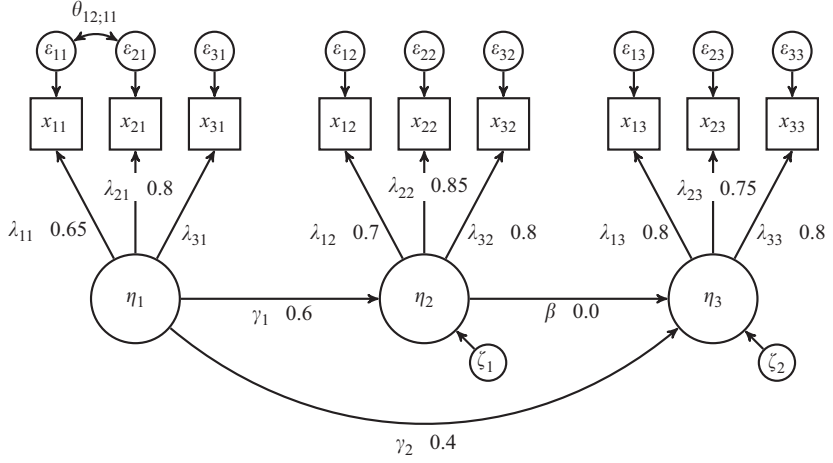 θ12;11
ε11 ε21 ε31 ε12 ε22 ε32 ε13 ε23 ε33
x11 x21 x31 x12 x22 x32 x13 x23 x33
λ21 0.8 λ22 0.85 λ23 0.75
λ11 0.65 λ31 λ12 0.7 λ32 0.8 λ13 0.8 λ33 0.8
η1 η2 η3
γ1 0.6 β 0.0
ζ1 ζ2
γ2 0.4